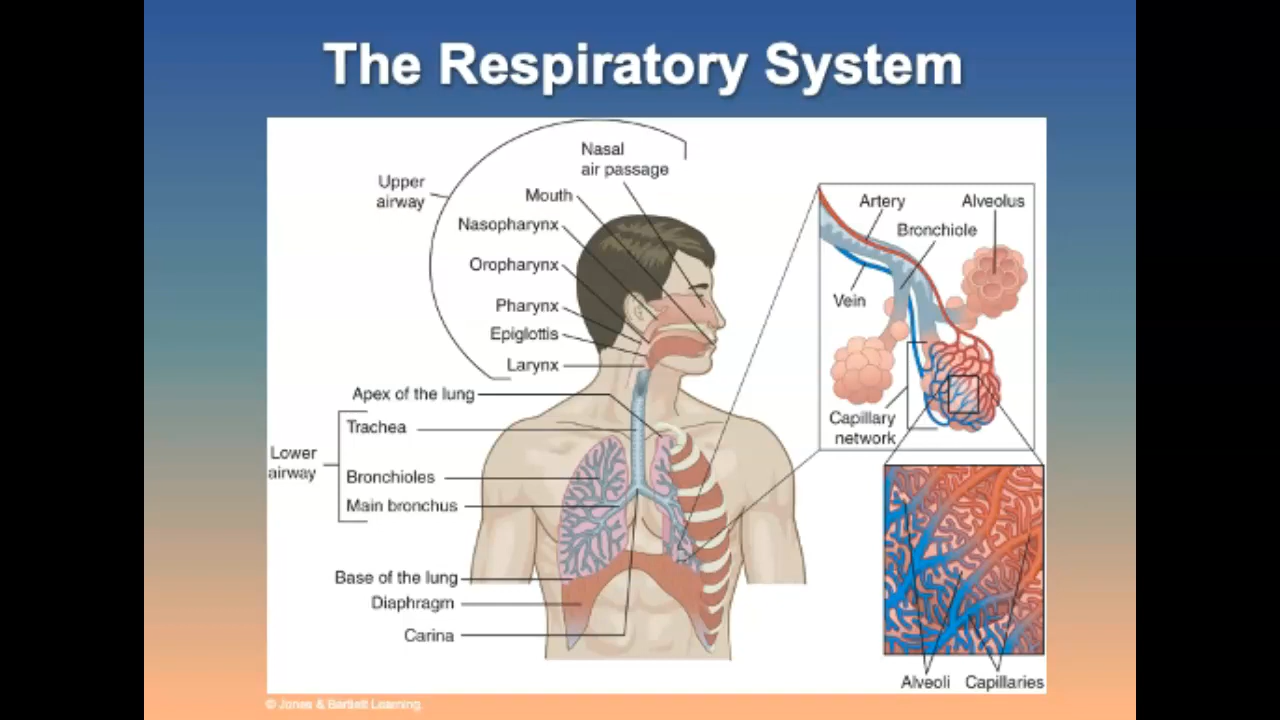 The Respiratory System
Nasal
air passage
Upper
airway
Mouth
Nasopharynx
Oropharynx
Pharynx
Epiglottis
Larynx
Apex of the lung
Lower
airway
Trachea
Bronchioles
Main bronchus
Base of the lung
Diaphragm
Carina
Artery
Alveolus
Bronchiole
Vein
Capillary
network
Alveoli
Capillaries
© Jones & Bartlett Learning.